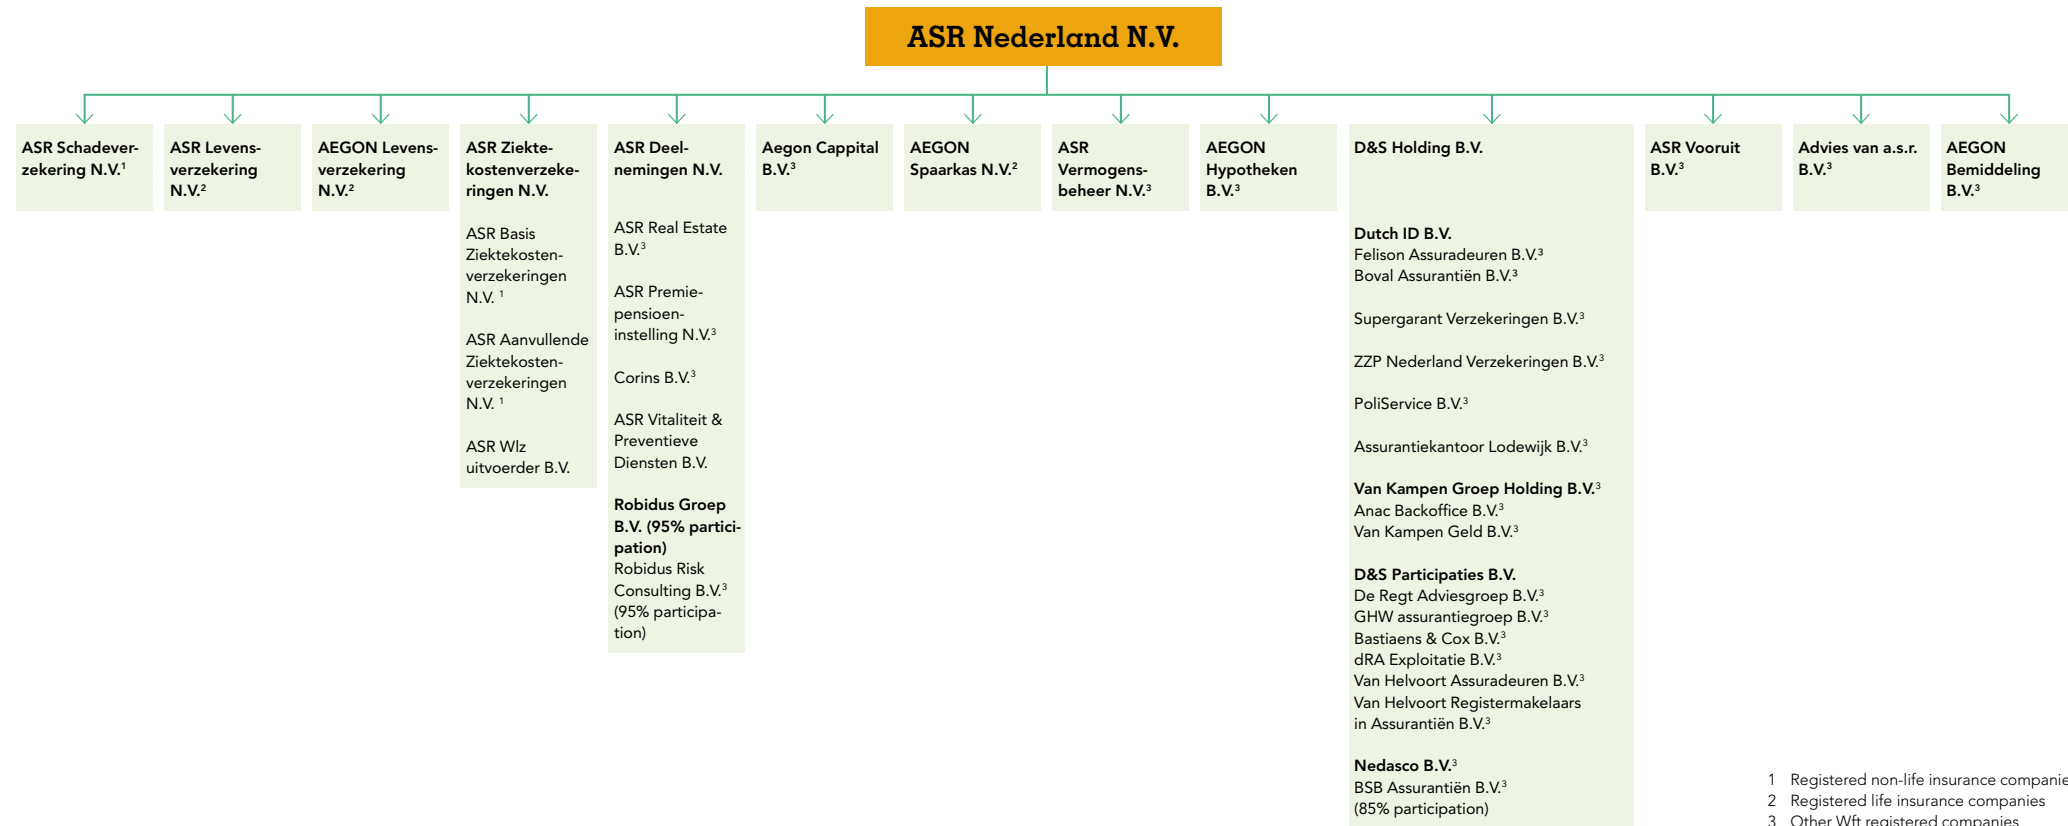 ASR Nederland N.V.
ASR Schadever-
zekering N.V.¹
ASR Levens-
verzekering
N.V.²
AEGON Levens-
verzekering
N.V.²
ASR Ziekte-
kostenverzeke-
ringen N.V.
ASR Basis
Ziektekosten-
verzekeringen
N.V. ¹
ASR Aanvullende
Ziektekosten-
verzekeringen
N.V. ¹
ASR Wlz
uitvoerder B.V.
ASR Deel-
nemingen N.V.
ASR Real Estate
B.V.³
ASR Premie-
pensioen-
instelling N.V.³
Corins B.V.³
ASR Vitaliteit &
Preventieve
Diensten B.V.
Robidus Groep
B.V. (95% partici-
pation)
Robidus Risk
Consulting B.V.³
(95% participa-
tion)
Aegon Cappital
B.V.³
AEGON
Spaarkas N.V.²
ASR
Vermogens-
beheer N.V.³
AEGON
Hypotheken
B.V.³
D&S Holding B.V.
Dutch ID B.V.
Felison Assuradeuren B.V.³
Boval Assurantiën B.V.³
Supergarant Verzekeringen B.V.³
ZZP Nederland Verzekeringen B.V.³
PoliService B.V.³
Assurantiekantoor Lodewijk B.V.³
Van Kampen Groep Holding B.V.³
Anac Backoffice B.V.³
Van Kampen Geld B.V.³
D&S Participaties B.V.
De Regt Adviesgroep B.V.³
GHW assurantiegroep B.V.³
Bastiaens & Cox B.V.³
dRA Exploitatie B.V.³
Van Helvoort Assuradeuren B.V.³
Van Helvoort Registermakelaars
in Assurantiën B.V.³
Nedasco B.V.³
BSB Assurantiën B.V.³
(85% participation)
ASR Vooruit
B.V.³
Advies van a.s.r.
B.V.³
AEGON
Bemiddeling
B.V.³
1 Registered non-life insurance companie
2 Registered life insurance companies
3 Other Wft registered companies